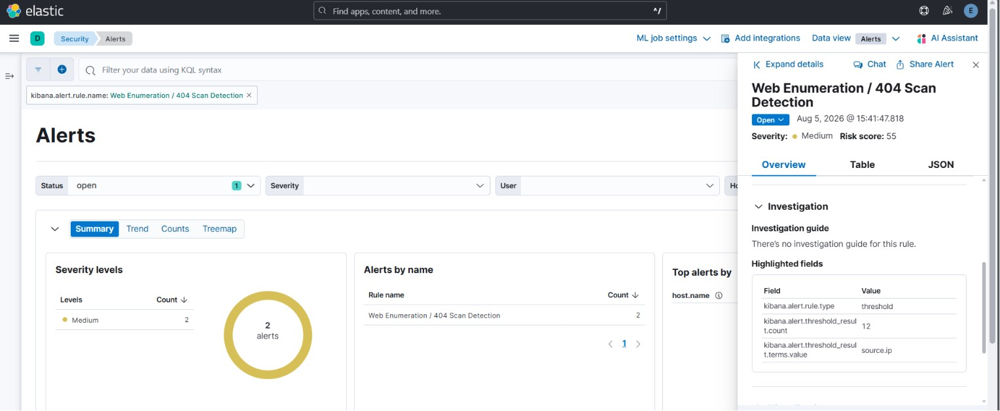 elastic
Find apps, content, and more.
^/
E
D
Security
Alerts
ML job settings
Add integrations
Data view
Alerts
AI Assistant
Filter your data using KQL syntax
kibana.alert.rule.name: Web Enumeration / 404 Scan Detection ×
Alerts
Status open 1
Severity
User
Ho
Summary Trend Counts Treemap
Severity levels
Levels Count ↓
Medium 2
2
alerts
Alerts by name
Rule name Count ↓
Web Enumeration / 404 Scan Detection 2
< 1 >
Top alerts by
host.name
Expand details
Chat
Share Alert
×
Web Enumeration / 404 Scan
Detection
Open Aug 5, 2026 @ 15:41:47.818
Severity: Medium Risk score: 55
Overview Table JSON
Investigation
Investigation guide
There's no investigation guide for this rule.
Highlighted fields
Field Value
kibana.alert.rule.type threshold
kibana.alert.threshold_resul
t.count 12
kibana.alert.threshold_resul
t.terms.value source.ip